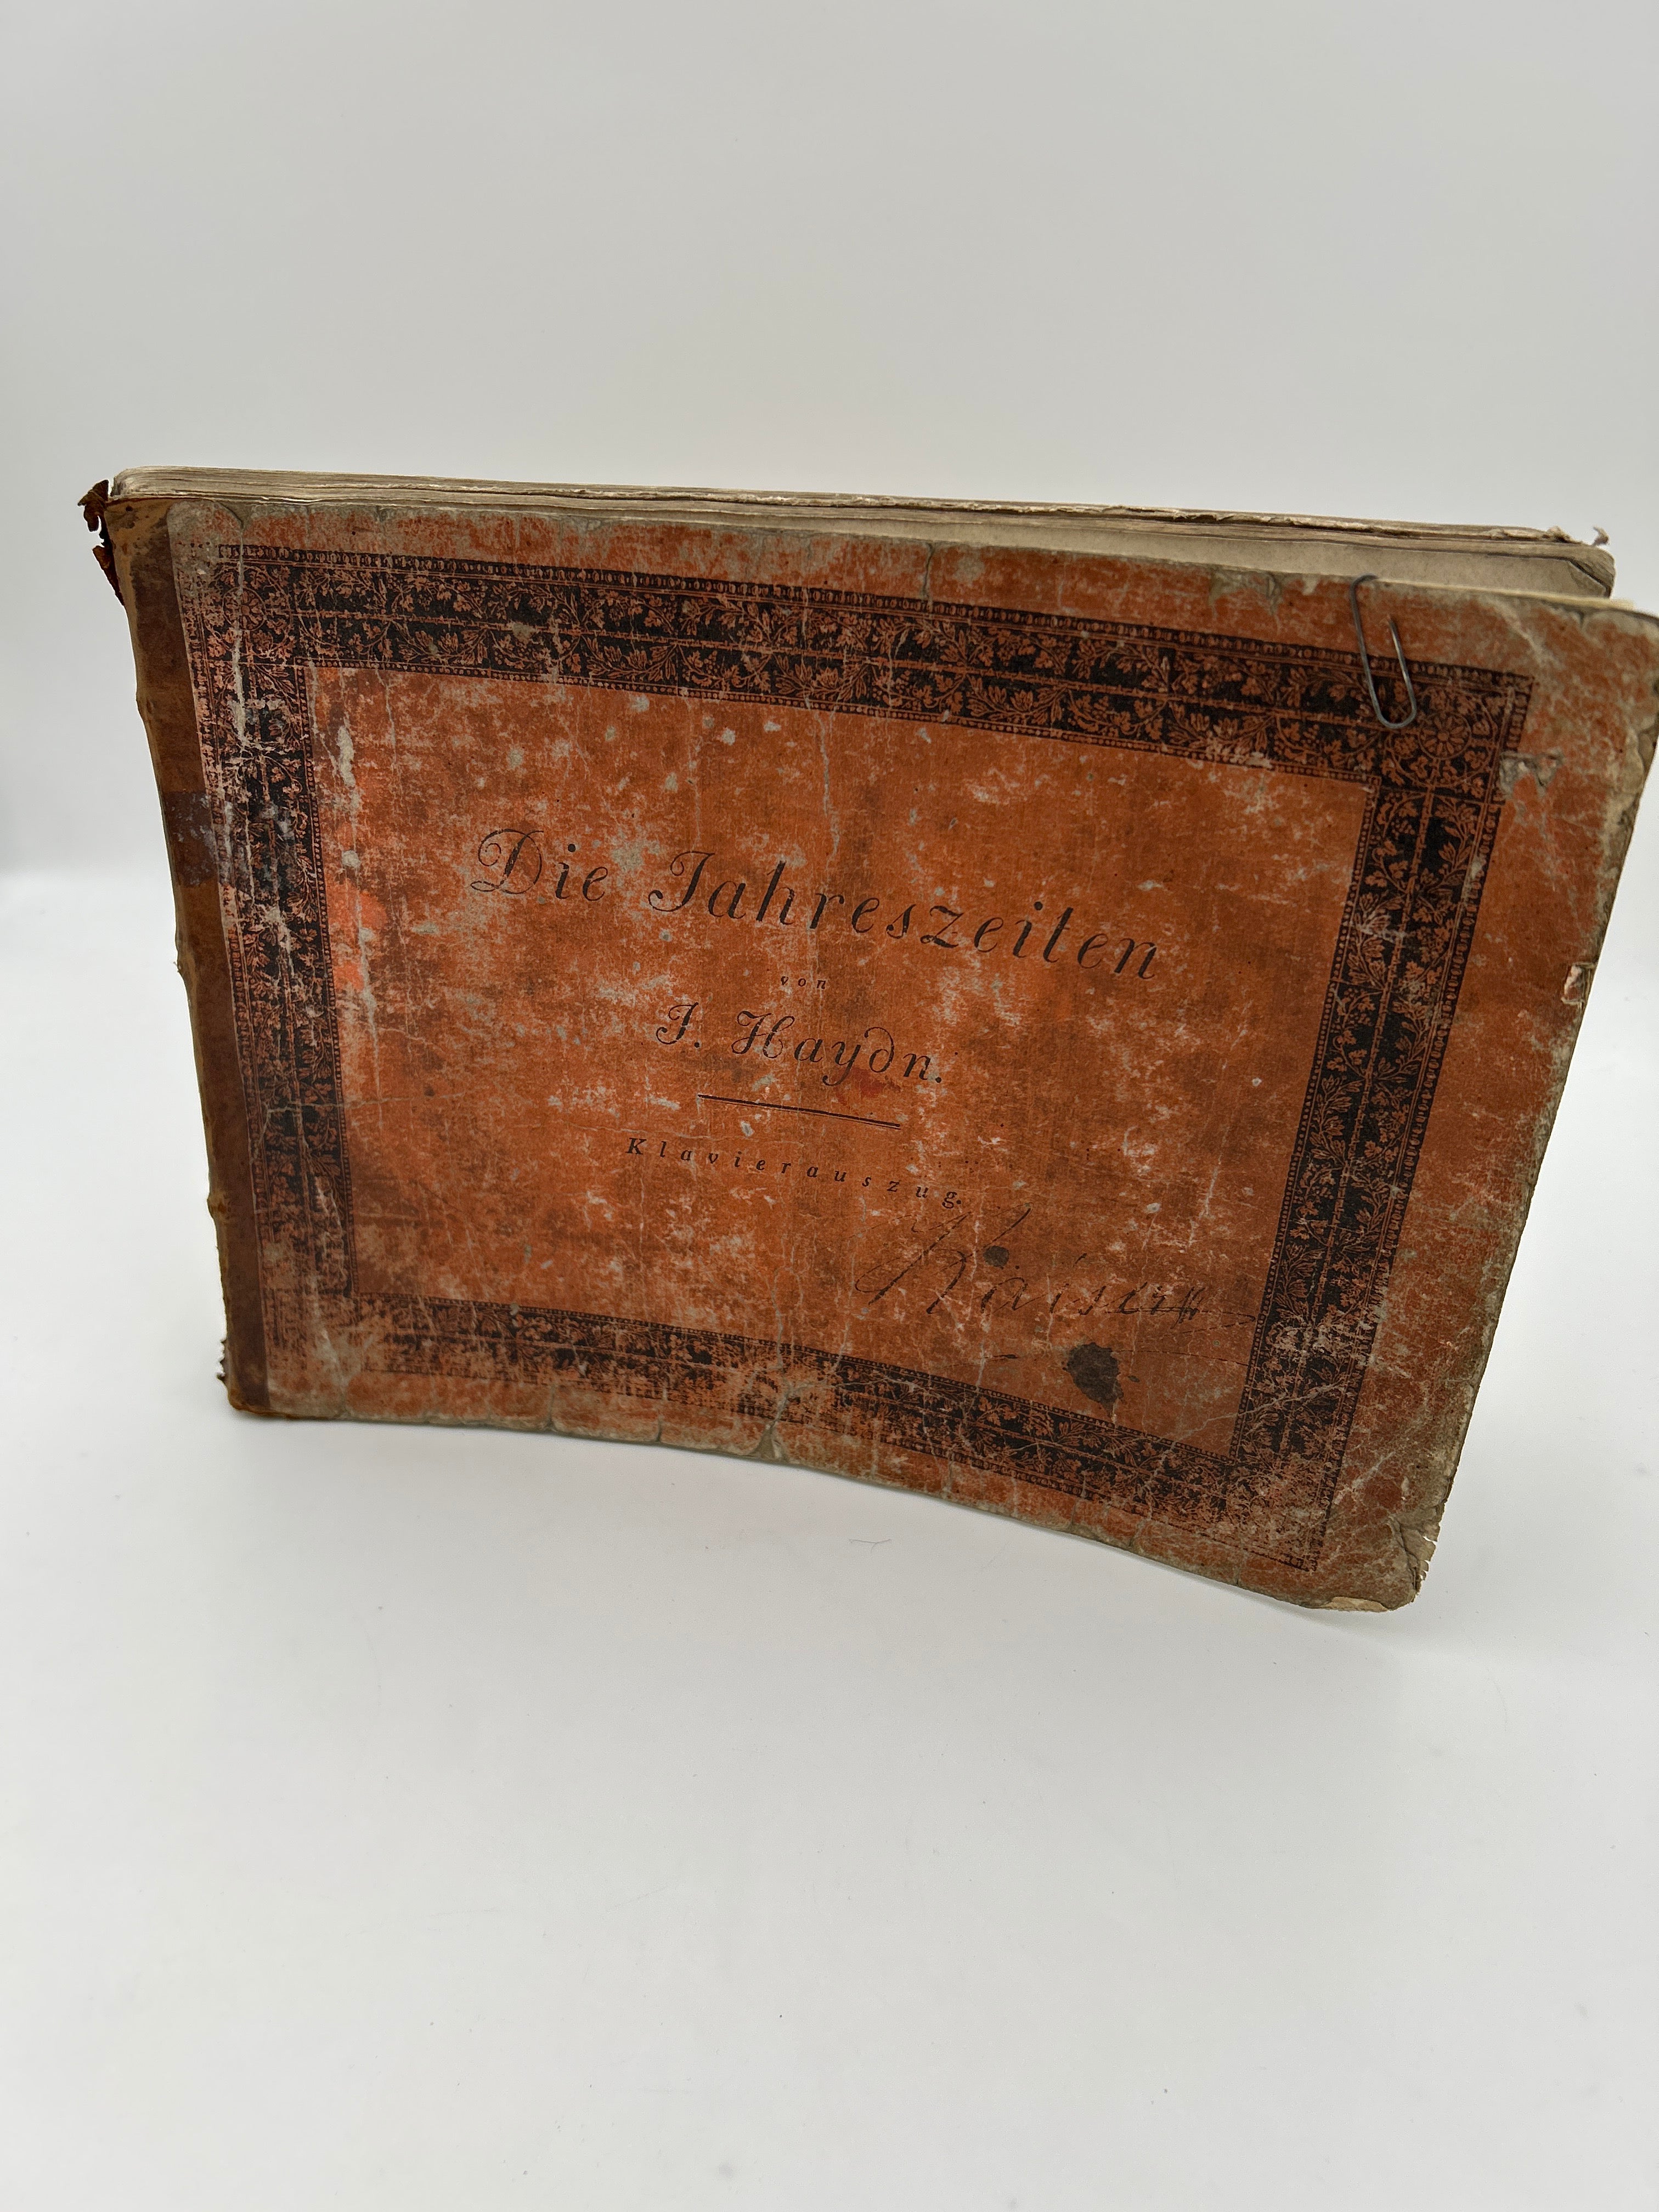 Die Jahreszeiten
von
J. Haydn.
Klavierauszug.